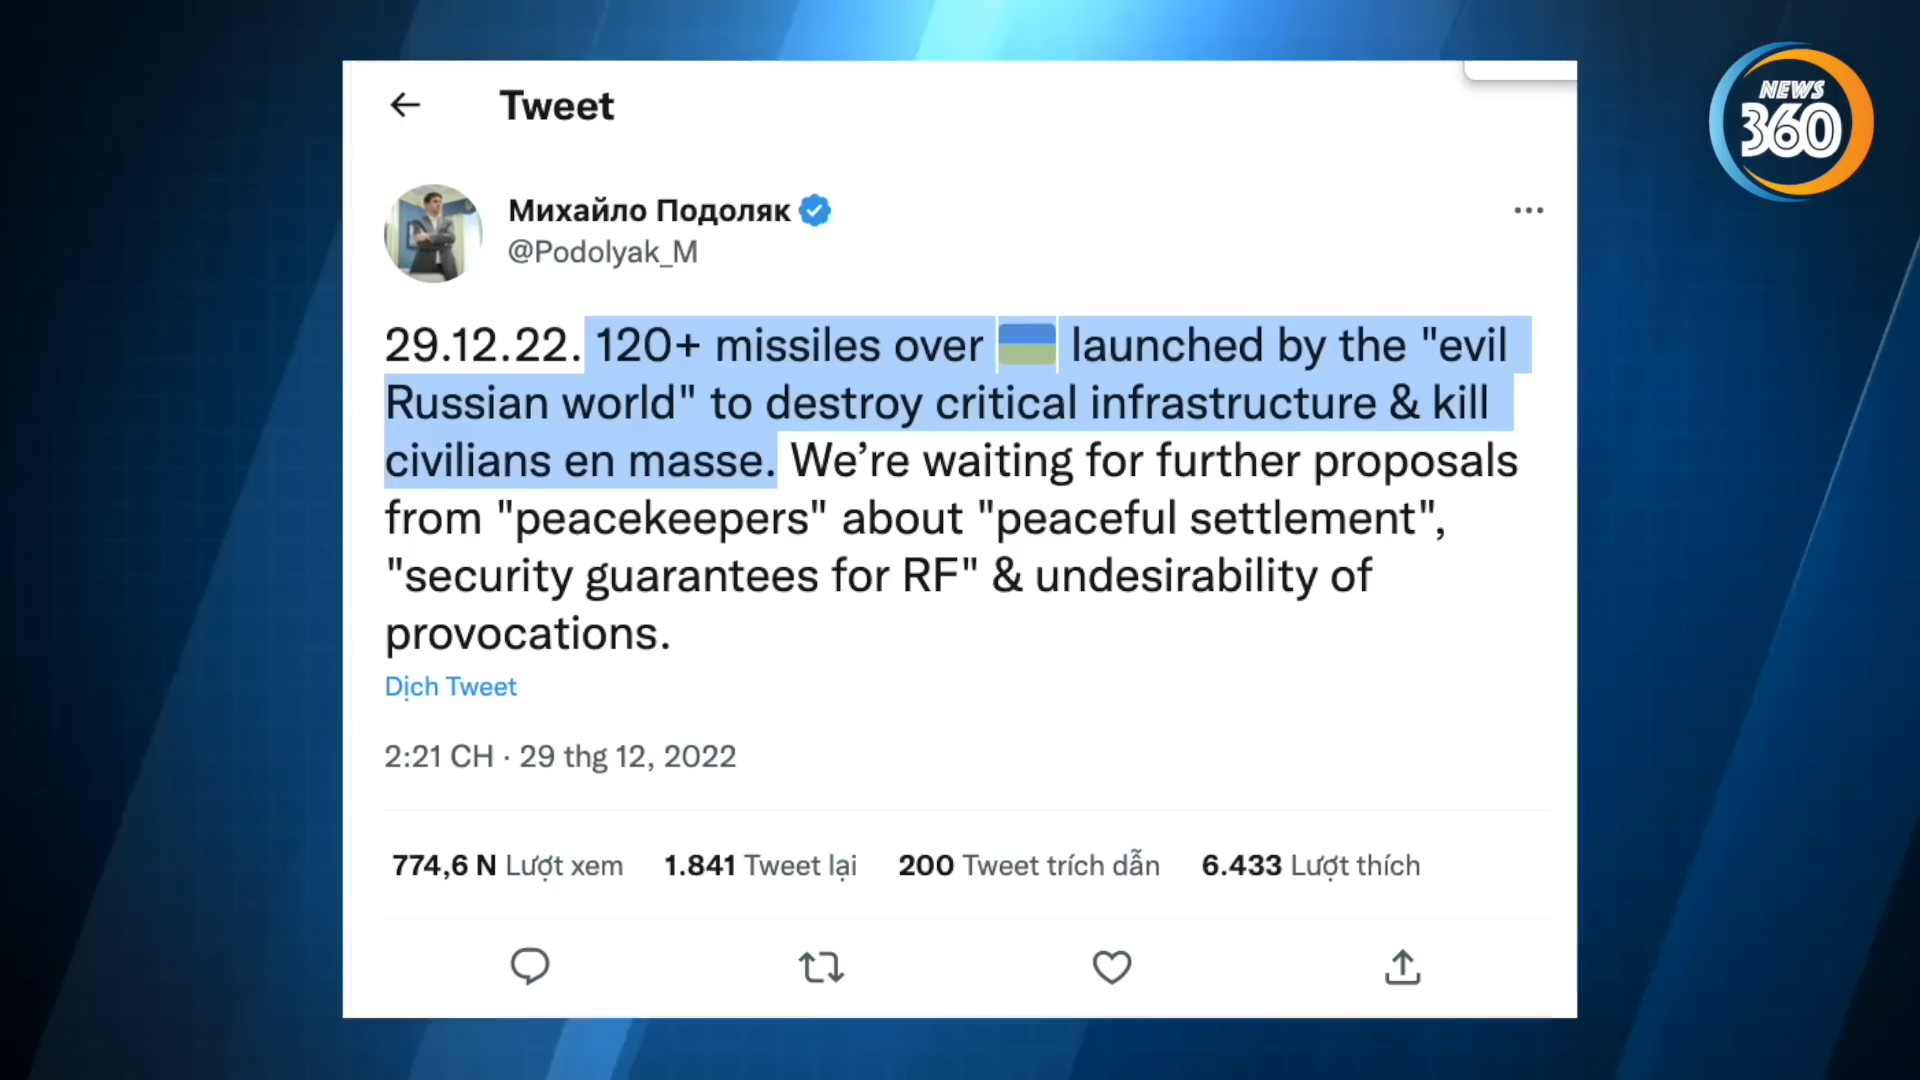 NEWS
360
Tweet
Михайло Подоляк
@Podolyak_M
29.12.22. 120+ missiles over 🇺🇦 launched by the "evil
Russian world" to destroy critical infrastructure & kill
civilians en masse. We’re waiting for further proposals
from "peacekeepers" about "peaceful settlement",
"security guarantees for RF" & undesirability of
provocations.
Dịch Tweet
2:21 CH · 29 thg 12, 2022
774,6 N Lượt xem 1.841 Tweet lại 200 Tweet trích dẫn 6.433 Lượt thích